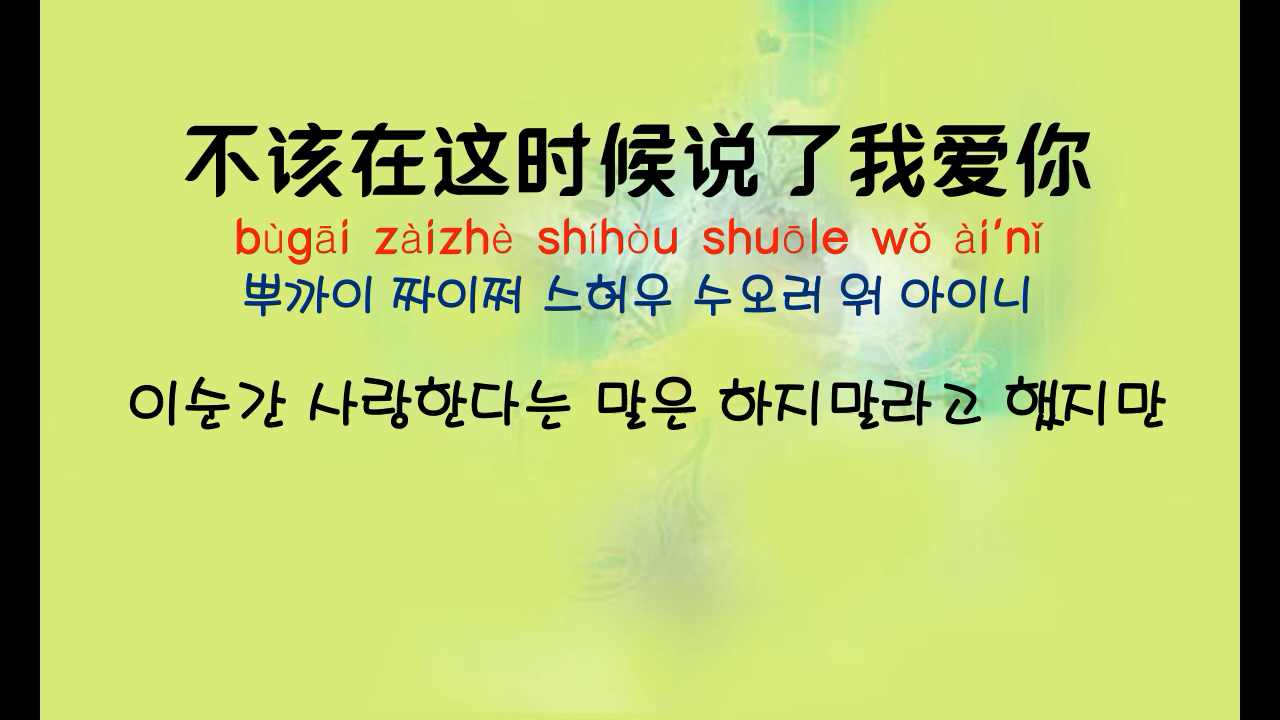 不该在这时候说了我爱你
bùgāi zàizhè shíhòu shuōle wǒ ài'nǐ
뿌까이 짜이쩌 스허우 수오러 워 아이니
이순간 사랑한다는 말은 하지말라고 했지만